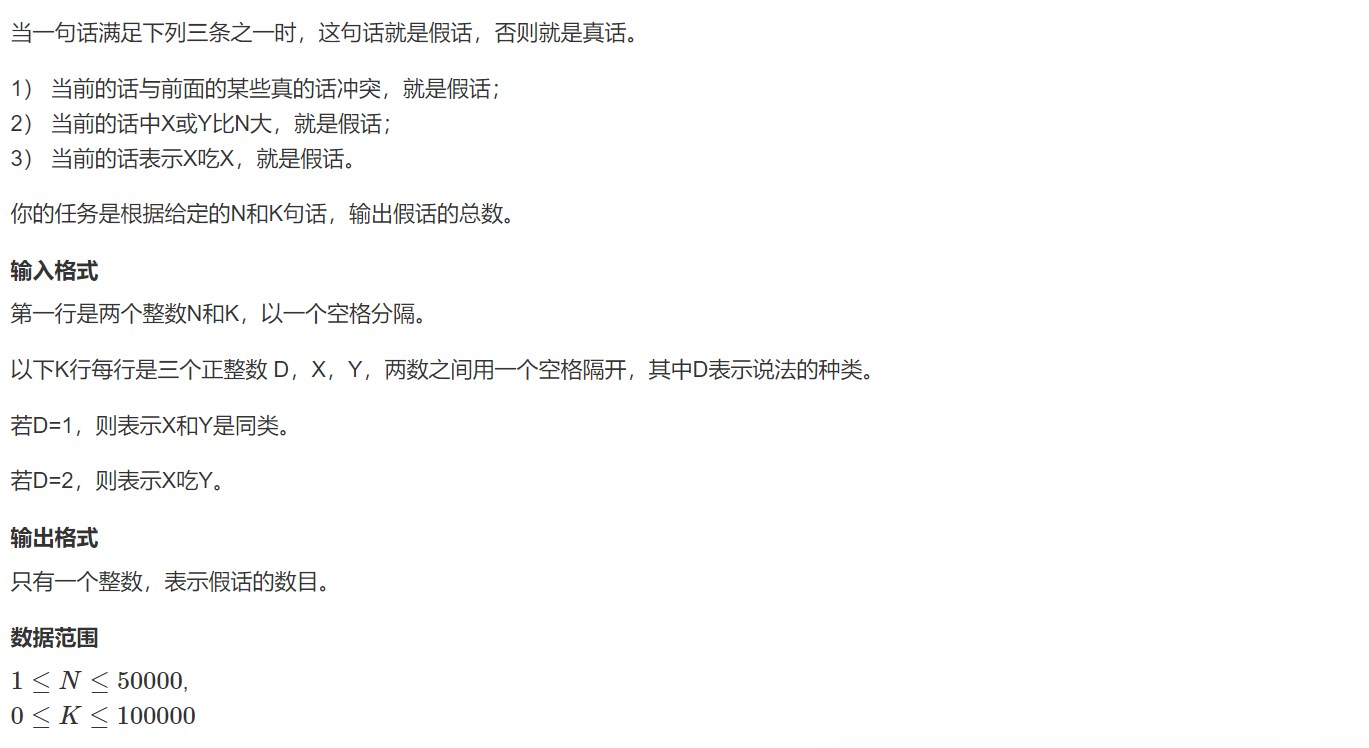 当一句话满足下列三条之一时，这句话就是假话，否则就是真话。
1） 当前的话与前面的某些真的话冲突，就是假话；
2） 当前的话中X或Y比N大，就是假话；
3） 当前的话表示X吃X，就是假话。
你的任务是根据给定的N和K句话，输出假话的总数。
输入格式
第一行是两个整数N和K，以一个空格分隔。
以下K行每行是三个正整数 D，X，Y，两数之间用一个空格隔开，其中D表示说法的种类。
若D=1，则表示X和Y是同类。
若D=2，则表示X吃Y。
输出格式
只有一个整数，表示假话的数目。
数据范围
1 ≤ N ≤ 50000,
0 ≤ K ≤ 100000